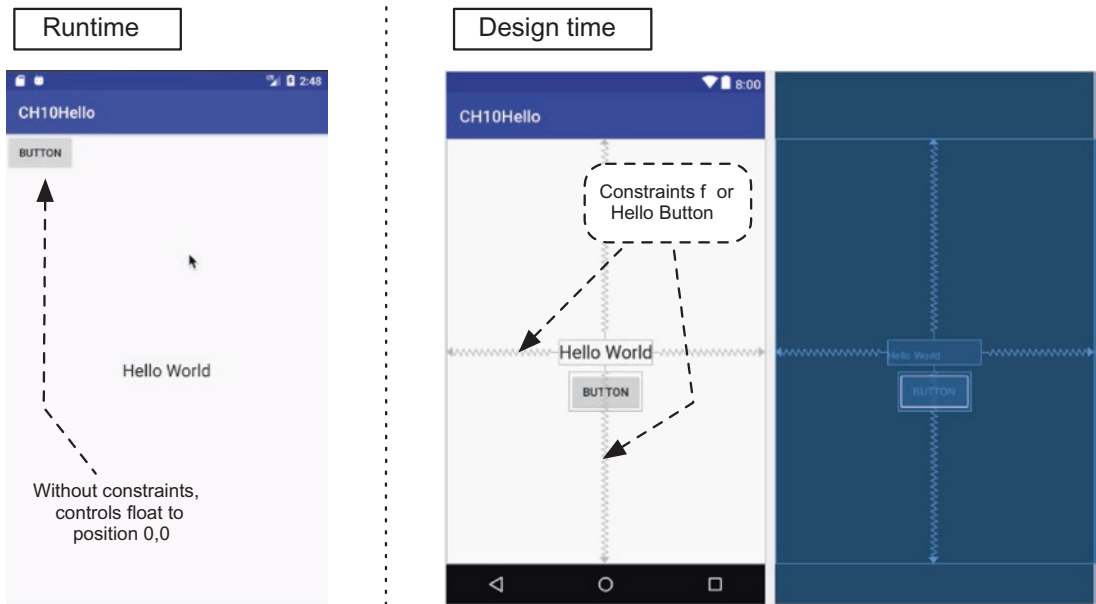 Runtime
2:48
CH10Hello
BUTTON
Hello World
Without constraints,
controls float to
position 0,0
Design time
8:00
CH10Hello
Constraints f or
Hello Button
Hello World
BUTTON
Hello World
BUTTON